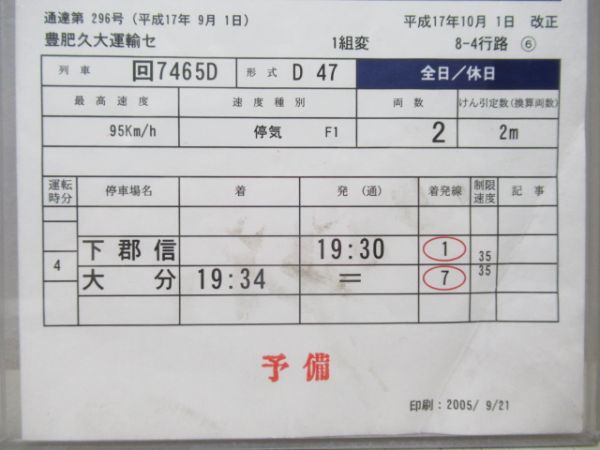 通達第 296号 (平成17年 9月 1日) 平成17年10月 1日 改正
豊肥久大運輸セ 1組変 8-4行路 ⑥
列車 回7465D 形式 D 47 全日/休日
最高速度 速度種別 両数 けん引定数(換算両数)
95Km/h 停気 F1 2 2m
運転時分 停車場名 着 発(通) 着発線 制限速度 記事
下郡信 19:30 1 35
4
大分 19:34 = 7 35
予備
印刷:2005/ 9/21